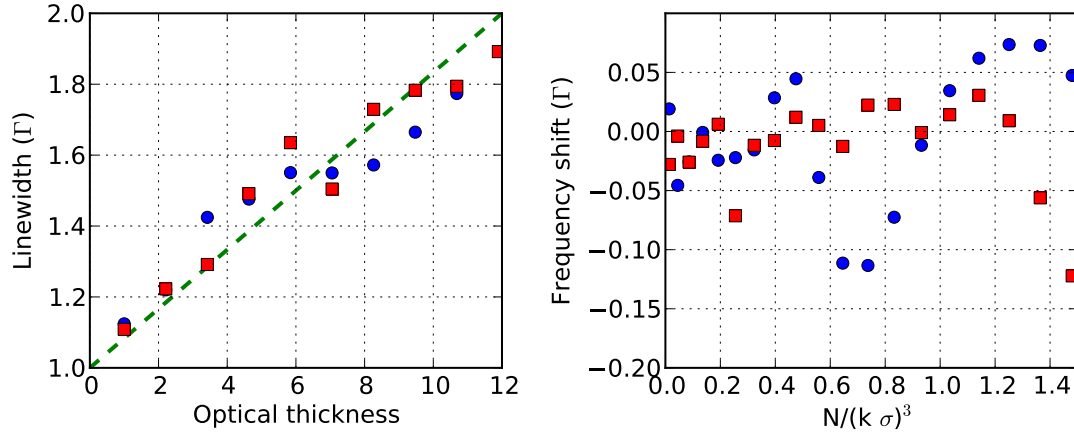 2.0
1.8
1.6
1.4
1.2
1.0
0 2 4 6 8 10 12
Linewidth (Γ)
Optical thickness
0.05
0.00
−0.05
−0.10
−0.15
−0.20
0.0 0.2 0.4 0.6 0.8 1.0 1.2 1.4
Frequency shift (Γ)
N/(k σ)³